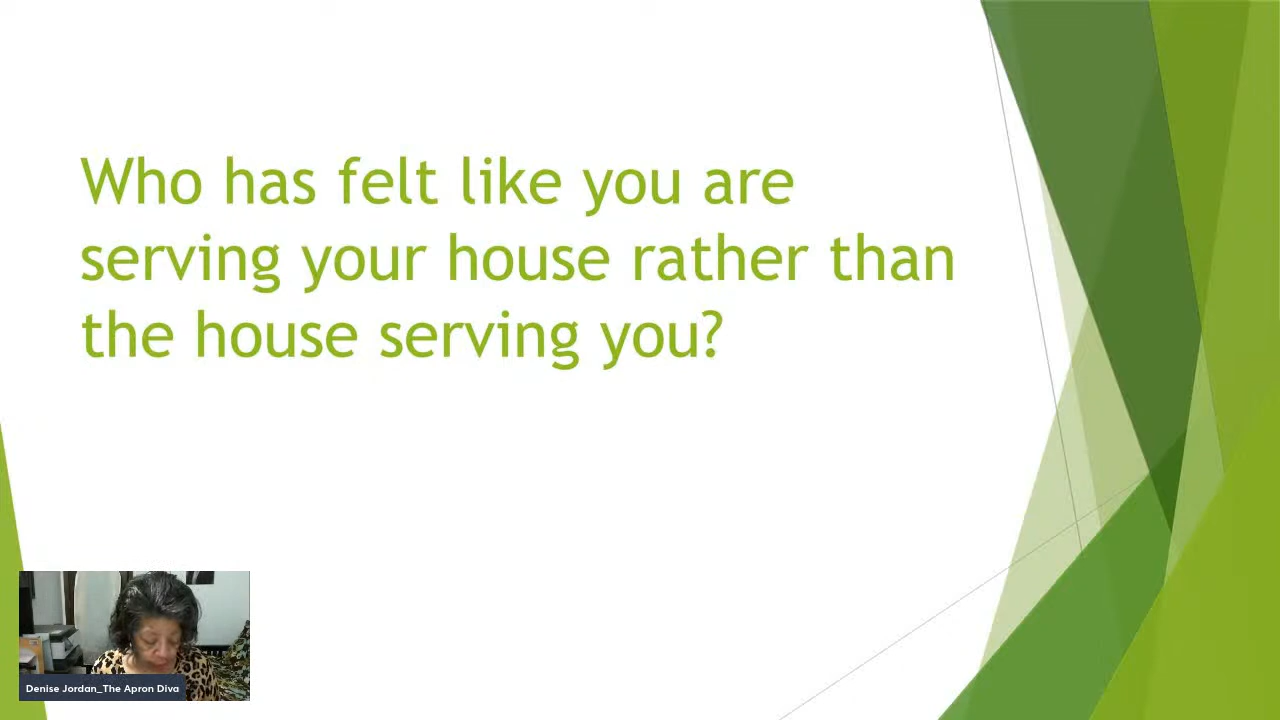 Who has felt like you are
serving your house rather than
the house serving you?
Denise Jordan_The Apron Diva